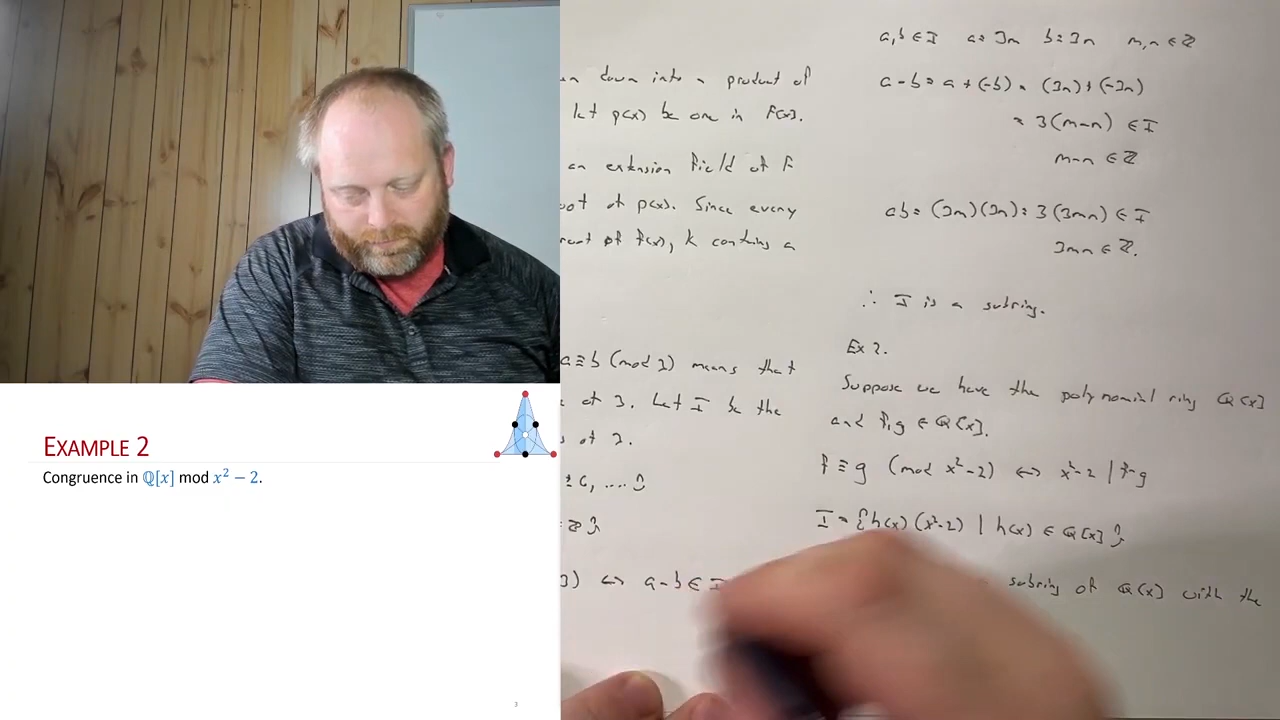 EXAMPLE 2
Congruence in ℚ[x] mod x² − 2.
3
down into a product of
Let p(x) be one in F[x].
an extension field of F
of p(x). Since every
of f(x), K contains a
a ≡ b (mod 3) means that
of 3. Let I be the
of 3.
±6, .... }
3) ↔ a-b ∈ I
a, b ∈ I a = 3m b = 3n m, n ∈ ℤ
a - b = a + (-b) = (3m) + (-3n)
= 3(m-n) ∈ I
m-n ∈ ℤ
ab = (3m)(3n) = 3(3mn) ∈ I
3mn ∈ ℤ.
∴ I is a subring.
Ex 2.
Suppose we have the polynomial ring ℚ[x]
and f, g ∈ ℚ[x].
f ≡ g (mod x²-2) ↔ x²-2 | f-g
I = { h(x) (x²-2) | h(x) ∈ ℚ[x] }
subring of ℚ[x] with the